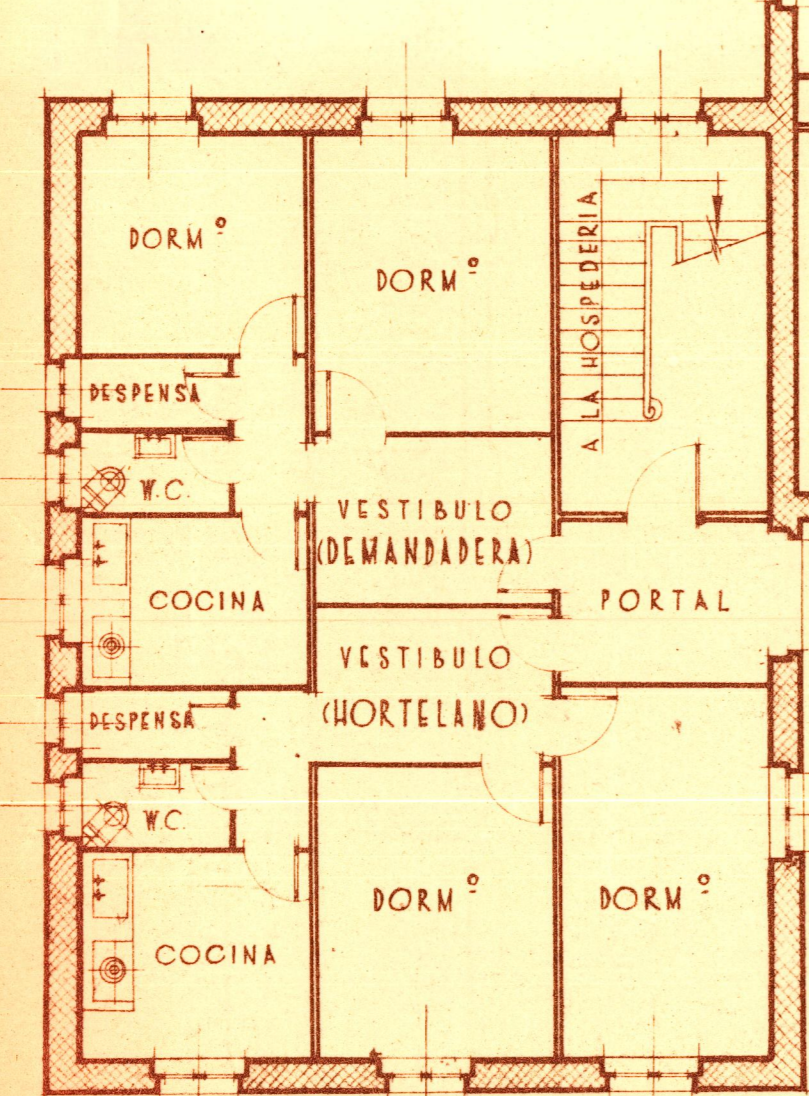 DORMº
DORMº
A LA HOSPEDERIA
DESPENSA
W.C.
VESTIBULO
(DEMANDADERA)
COCINA
PORTAL
VESTIBULO
(HORTELANO)
DESPENSA
W.C.
DORMº
DORMº
COCINA